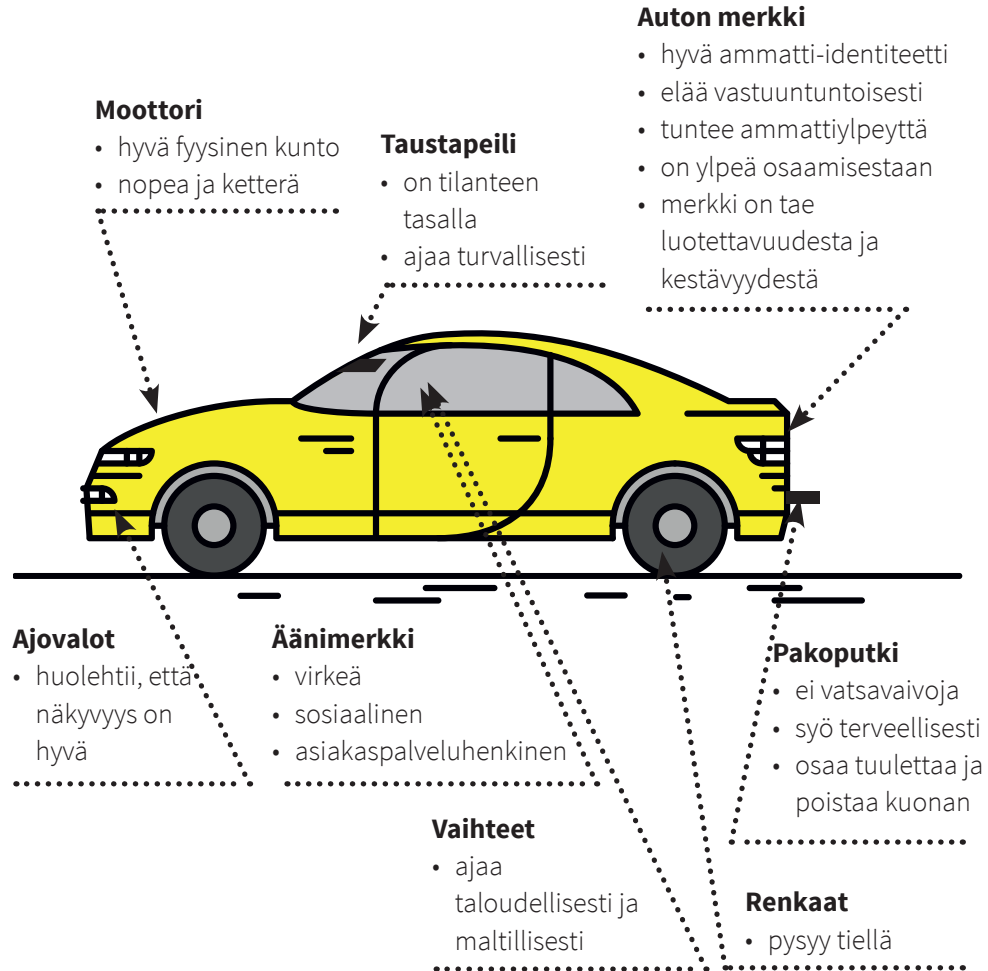 Auton merkki
• hyvä ammatti-identiteetti
• elää vastuuntuntoisesti
• tuntee ammattiylpeyttä
• on ylpeä osaamisestaan
• merkki on tae
luotettavuudesta ja
kestävyydestä
Moottori
• hyvä fyysinen kunto
• nopea ja ketterä
Taustapeili
• on tilanteen
tasalla
• ajaa turvallisesti
Ajovalot
• huolehtii, että
näkyvyys on
hyvä
Äänimerkki
• virkeä
• sosiaalinen
• asiakaspalveluhenkinen
Pakoputki
• ei vatsavaivoja
• syö terveellisesti
• osaa tuulettaa ja
poistaa kuonan
Vaihteet
• ajaa
taloudellisesti ja
maltillisesti
Renkaat
• pysyy tiellä